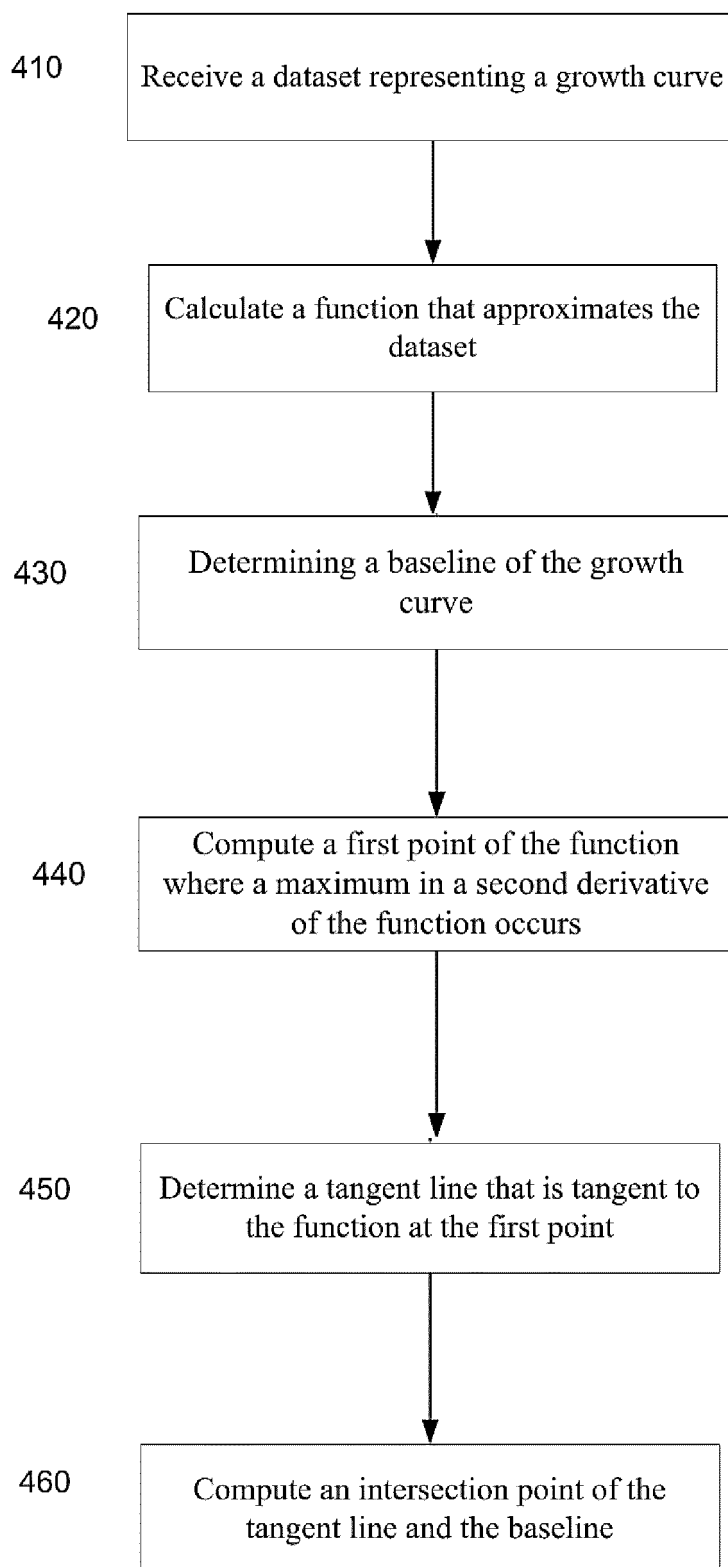 410
Receive a dataset representing a growth curve
420
Calculate a function that approximates the
dataset
430
Determining a baseline of the growth
curve
440
Compute a first point of the function
where a maximum in a second derivative
of the function occurs
450
Determine a tangent line that is tangent to
the function at the first point
460
Compute an intersection point of the
tangent line and the baseline